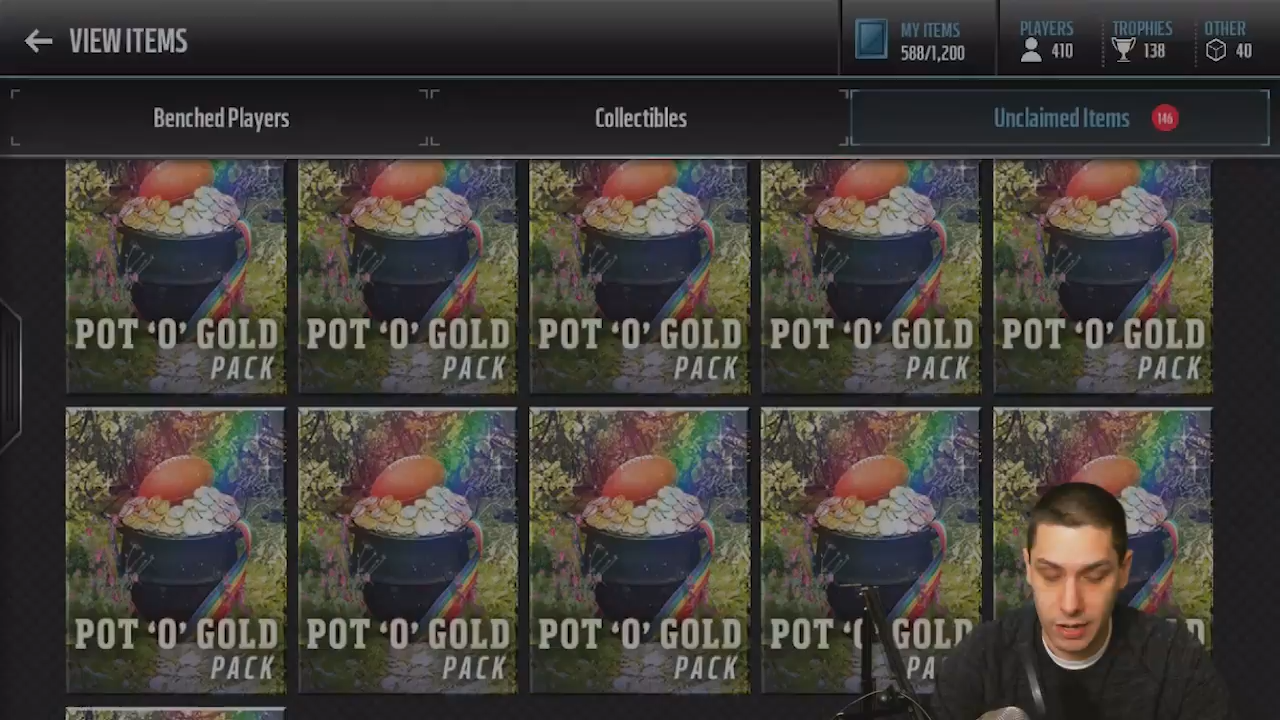 VIEW ITEMS
MY ITEMS
588/1,200
PLAYERS
410
TROPHIES
138
OTHER
40
Benched Players
Collectibles
Unclaimed Items
146
POT ‘O’ GOLD
PACK
POT ‘O’ GOLD
PACK
POT ‘O’ GOLD
PACK
POT ‘O’ GOLD
PACK
POT ‘O’ GOLD
PACK
POT ‘O’ GOLD
PACK
POT ‘O’ GOLD
PACK
POT ‘O’ GOLD
PACK
POT GOLD